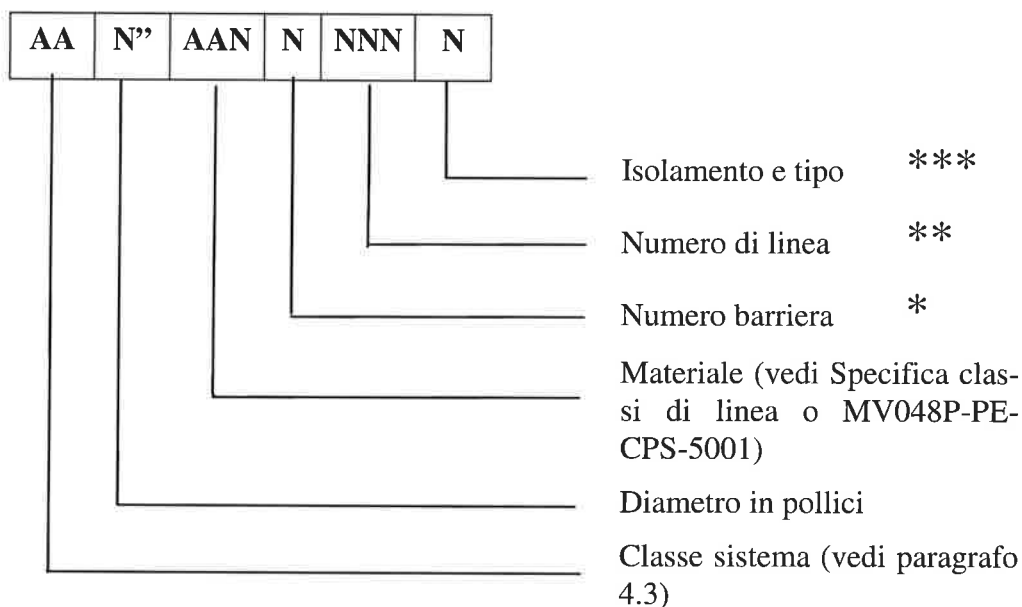 AA N” AAN N NNN N
Isolamento e tipo ***
Numero di linea **
Numero barriera *
Materiale (vedi Specifica clas-
si di linea o MV048P-PE-
CPS-5001)
Diametro in pollici
Classe sistema (vedi paragrafo
4.3)